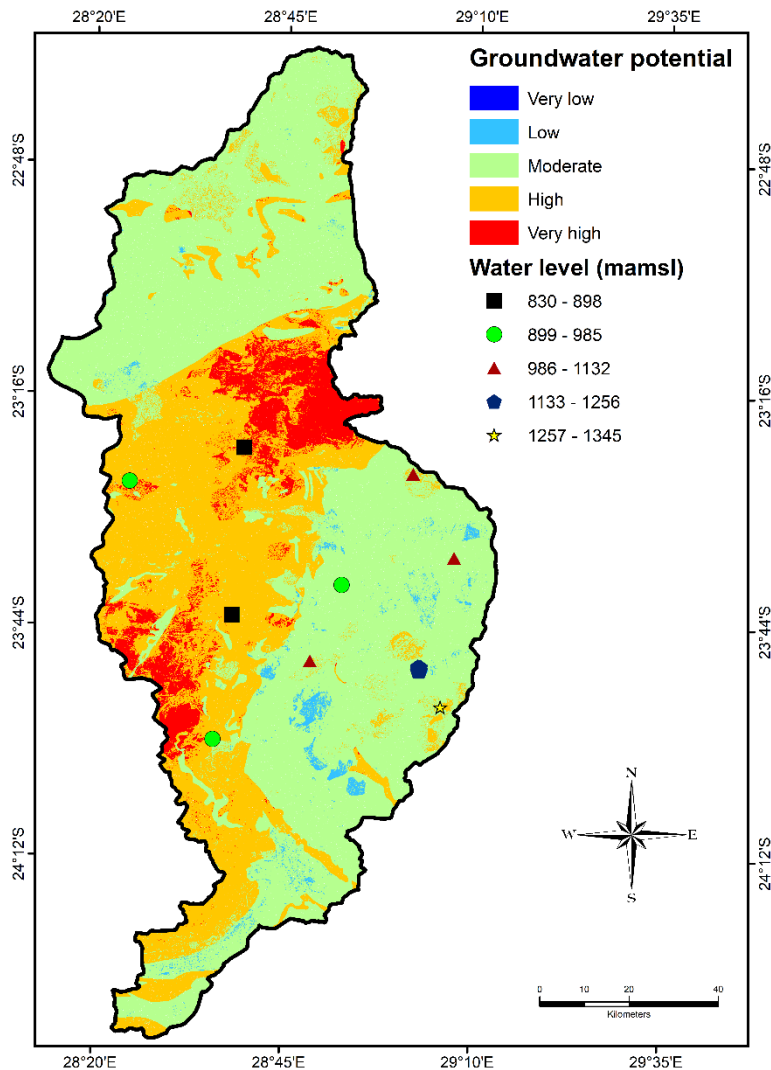 28°20'E 28°45'E 29°10'E 29°35'E
Groundwater potential
Very low
Low
Moderate
High
Very high
Water level (mamsl)
830 - 898
899 - 985
986 - 1132
1133 - 1256
1257 - 1345
22°48'S 22°48'S
23°16'S 23°16'S
23°44'S 23°44'S
24°12'S 24°12'S
N
W E
S
0 10 20 40
Kilometers
28°20'E 28°45'E 29°10'E 29°35'E